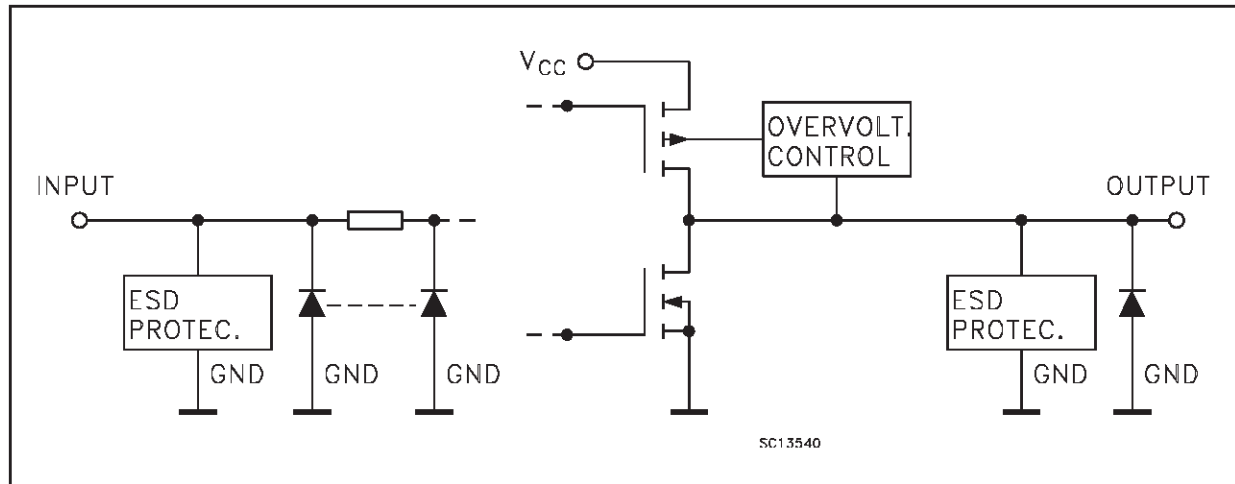 VCC
OVERVOLT.
CONTROL
INPUT
OUTPUT
ESD
PROTEC.
GND
GND
GND
ESD
PROTEC.
GND
GND
SC13540